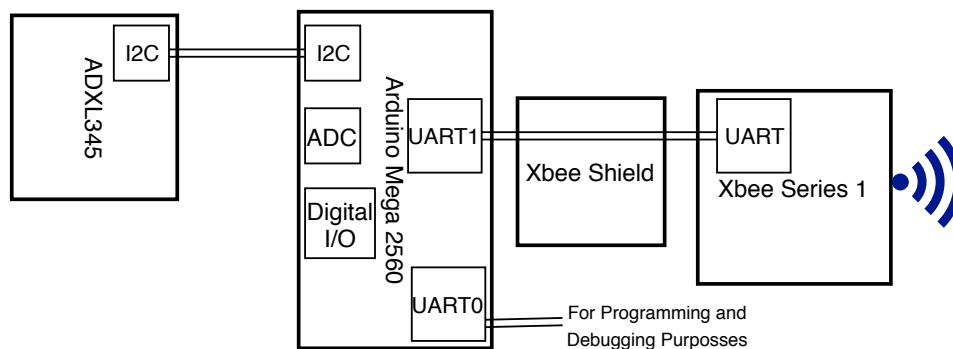 I2C
ADXL345
I2C
ADC
Digital
I/O
Arduino Mega 2560
UART1
UART0
Xbee Shield
UART
Xbee Series 1
For Programming and
Debugging Purposes